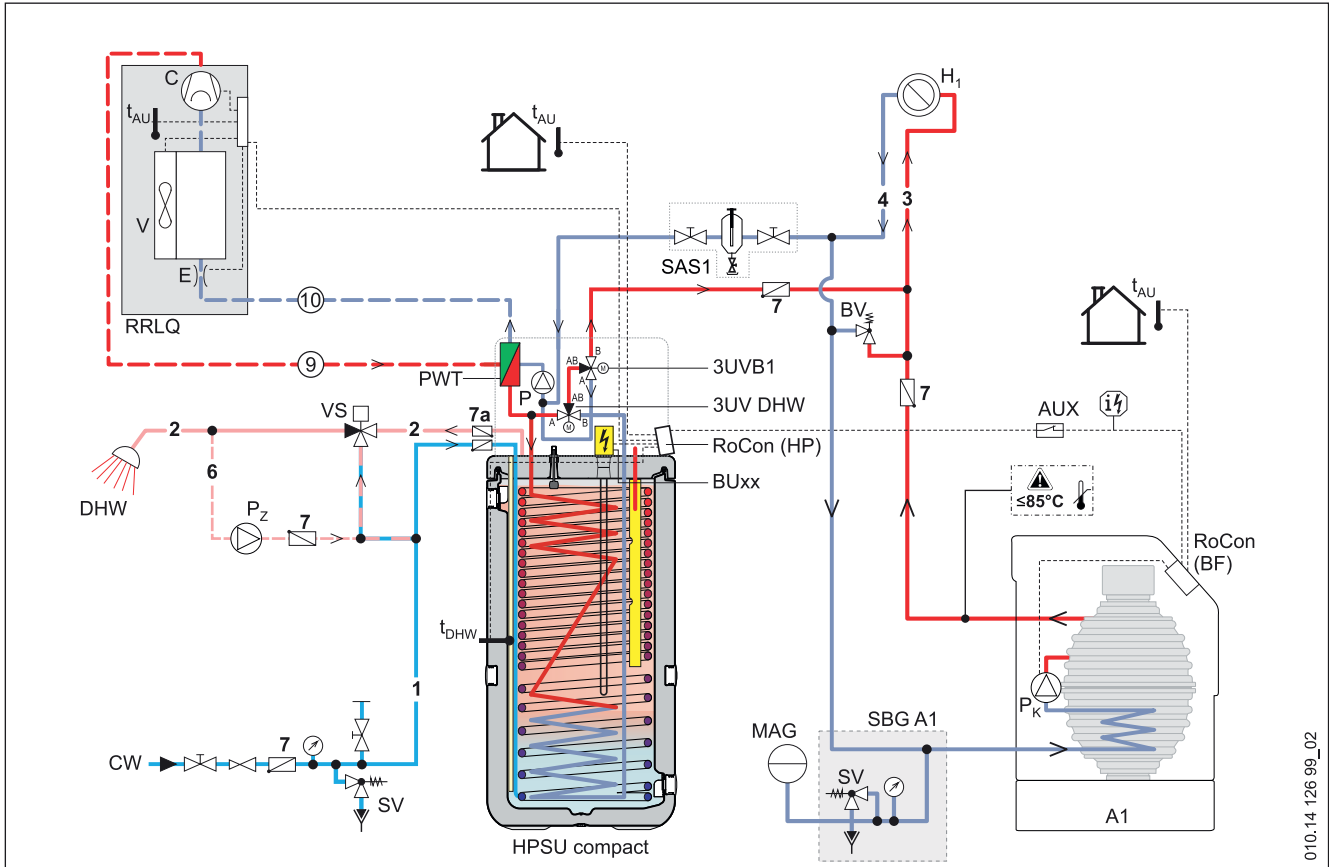 C
H1
tAU
tAU
V
4
3
E
SAS1
10
7
RRLQ
BV
tAU
9
PWT
P
AB
B
A
M
3UVB1
AB
A
B
M
3UV DHW
7
VS
7a
AUX
i
2
2
RoCon (HP)
≤85°C
6
BUxx
DHW
PZ
7
RoCon
(BF)
tDHW
1
PK
MAG
SBG A1
CW
7
SV
SV
A1
HPSU compact
010.14 126 99_02